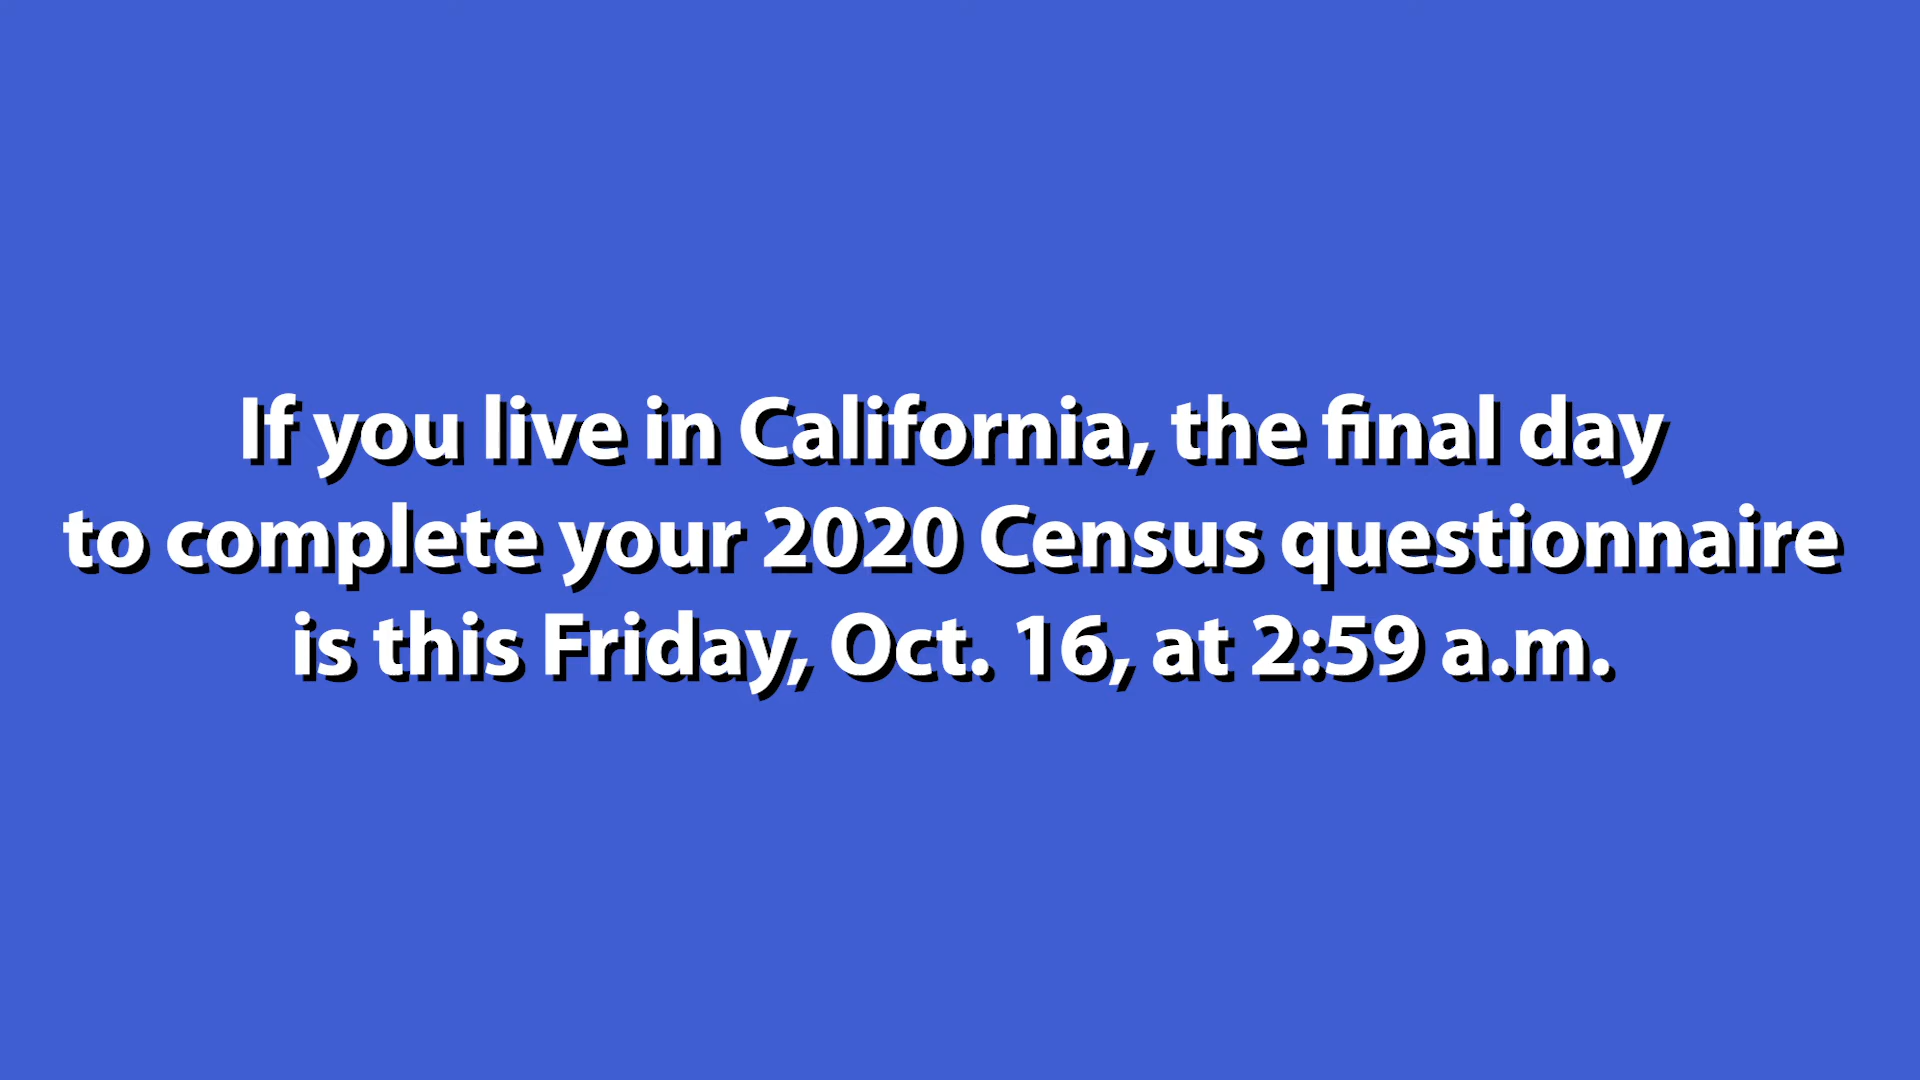 If you live in California, the final day
to complete your 2020 Census questionnaire
is this Friday, Oct. 16, at 2:59 a.m.